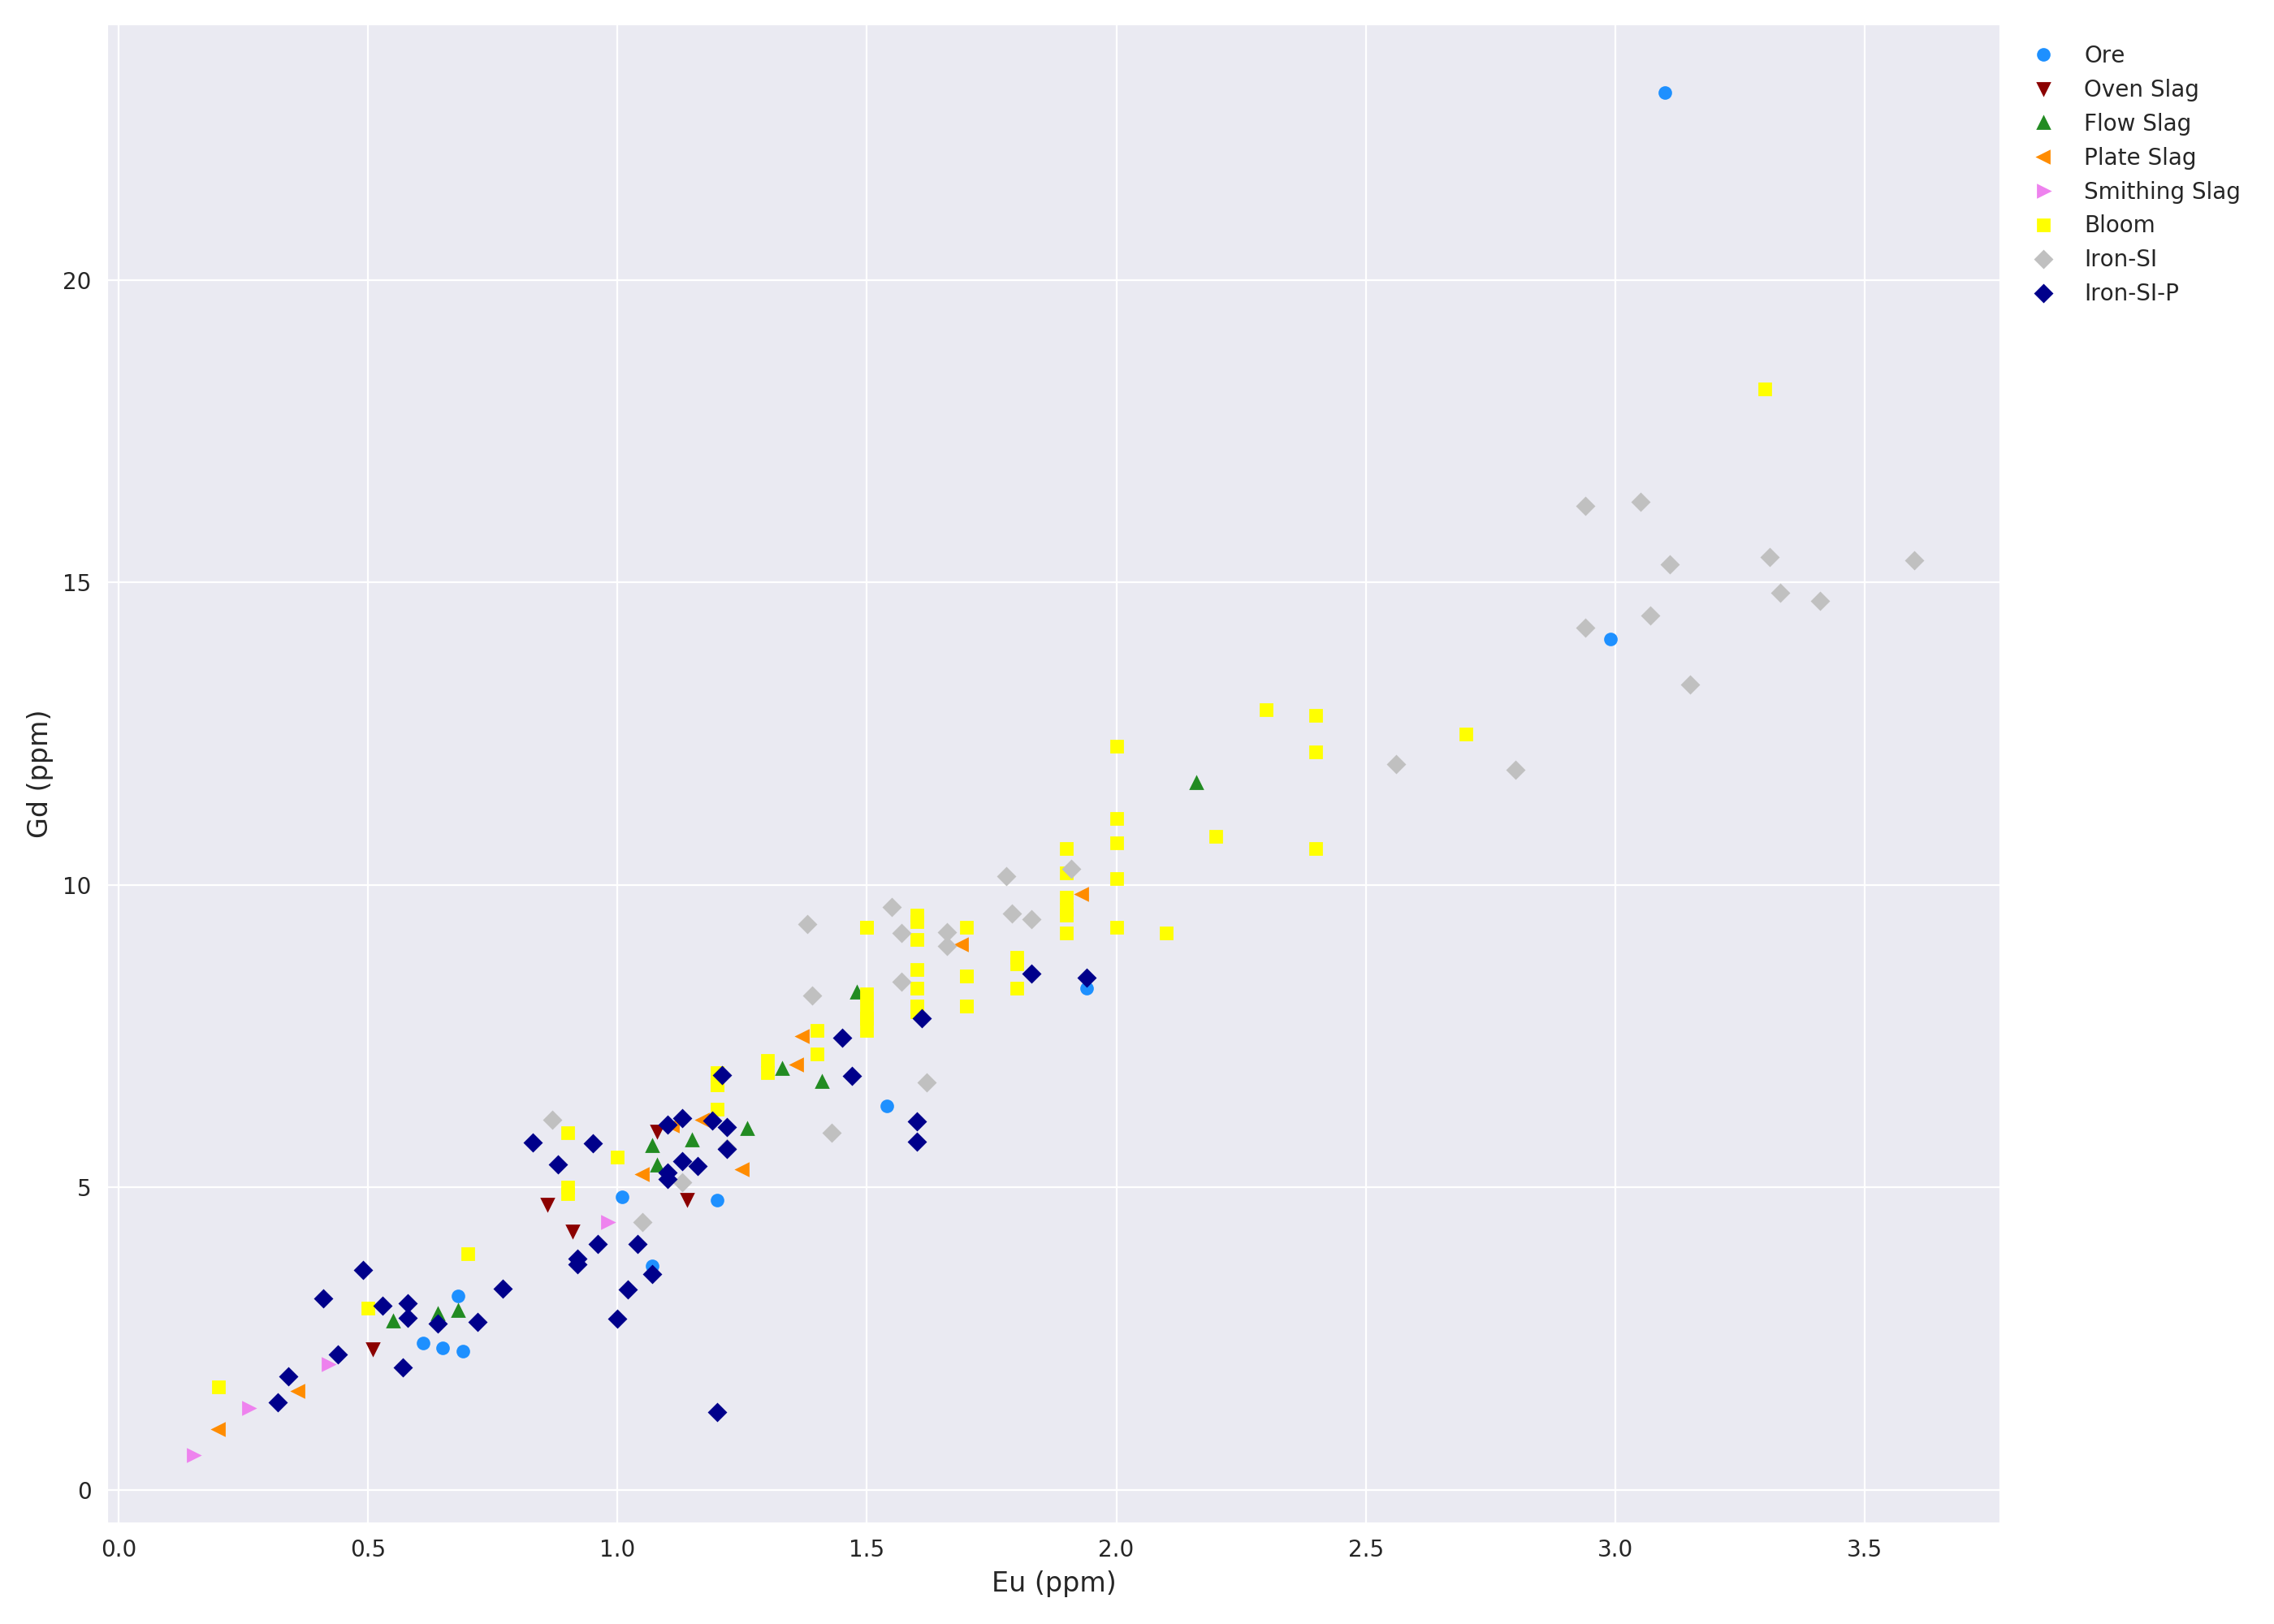 Ore
Oven Slag
Flow Slag
Plate Slag
Smithing Slag
Bloom
Iron-SI
Iron-SI-P
20
15
10
5
0
Gd (ppm)
0.0 0.5 1.0 1.5 2.0 2.5 3.0 3.5
Eu (ppm)